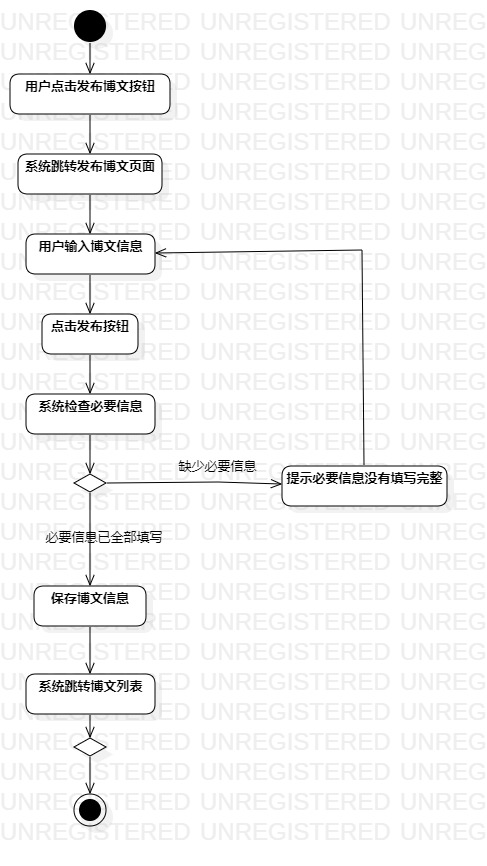 用户点击发布博文按钮
系统跳转发布博文页面
用户输入博文信息
点击发布按钮
系统检查必要信息
缺少必要信息
提示必要信息没有填写完整
必要信息已全部填写
保存博文信息
系统跳转博文列表
UNREGISTERED